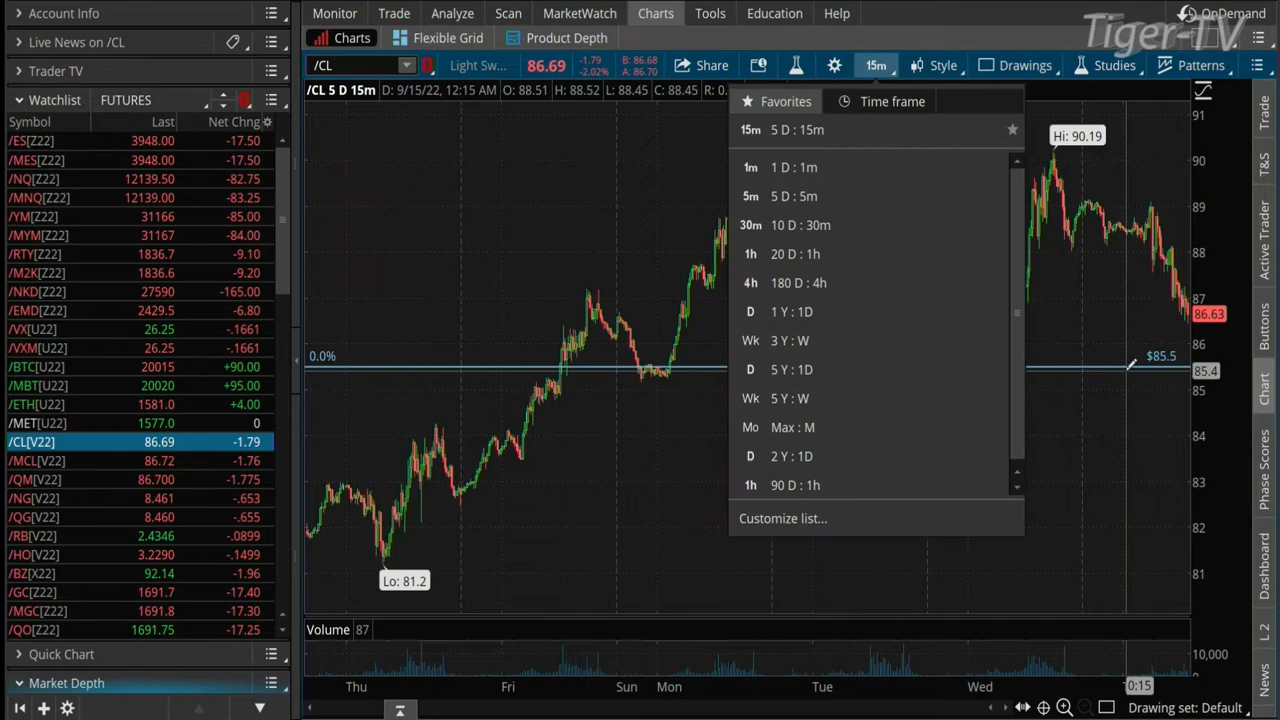 Account Info
Live News on /CL
Trader TV
Watchlist FUTURES
Symbol Last Net Chng
/ES[Z22] 3948.00 -17.50
/MES[Z22] 3948.00 -17.50
/NQ[Z22] 12139.50 -82.75
/MNQ[Z22] 12139.00 -83.25
/YM[Z22] 31166 -85.00
/MYM[Z22] 31167 -84.00
/RTY[Z22] 1836.7 -9.10
/M2K[Z22] 1836.6 -9.20
/NKD[Z22] 27590 -165.00
/EMD[Z22] 2429.5 -6.80
/VX[U22] 26.25 -.1661
/VXM[U22] 26.25 -.1661
/BTC[U22] 20015 +90.00
/MBT[U22] 20020 +95.00
/ETH[U22] 1581.0 +4.00
/MET[U22] 1577.0 0
/CL[V22] 86.69 -1.79
/MCL[V22] 86.72 -1.76
/QM[V22] 86.700 -1.775
/NG[V22] 8.461 -.653
/QG[V22] 8.460 -.655
/RB[V22] 2.4346 -.0899
/HO[V22] 3.2290 -.1499
/BZ[X22] 92.14 -1.96
/GC[Z22] 1691.7 -17.40
/MGC[Z22] 1691.8 -17.30
/QO[Z22] 1691.75 -17.25
Quick Chart
Market Depth
Monitor Trade Analyze Scan MarketWatch Charts Tools Education Help OnDemand
Tiger-TV
Charts Flexible Grid Product Depth
/CL Light Sw... 86.69 -1.79 -2.02% B: 86.68 A: 86.70 Share 15m Style Drawings Studies Patterns
/CL 5 D 15m D: 9/15/22, 12:15 AM O: 88.51 H: 88.52 L: 88.45 C: 88.45 R: 0.
Favorites Time frame
15m 5 D : 15m
1m 1 D : 1m
5m 5 D : 5m
30m 10 D : 30m
1h 20 D : 1h
4h 180 D : 4h
D 1 Y : 1D
Wk 3 Y : W
D 5 Y : 1D
Wk 5 Y : W
Mo Max : M
D 2 Y : 1D
1h 90 D : 1h
Customize list...
Hi: 90.19
0.0%
$85.5
Lo: 81.2
91
90
89
88
87
86.63
86
85.4
85
84
83
82
81
Volume 87
10,000
0
Thu Fri Sun Mon Tue Wed 0:15
Drawing set: Default
Trade
T&S
Active Trader
Buttons
Chart
Phase Scores
Dashboard
L 2
News